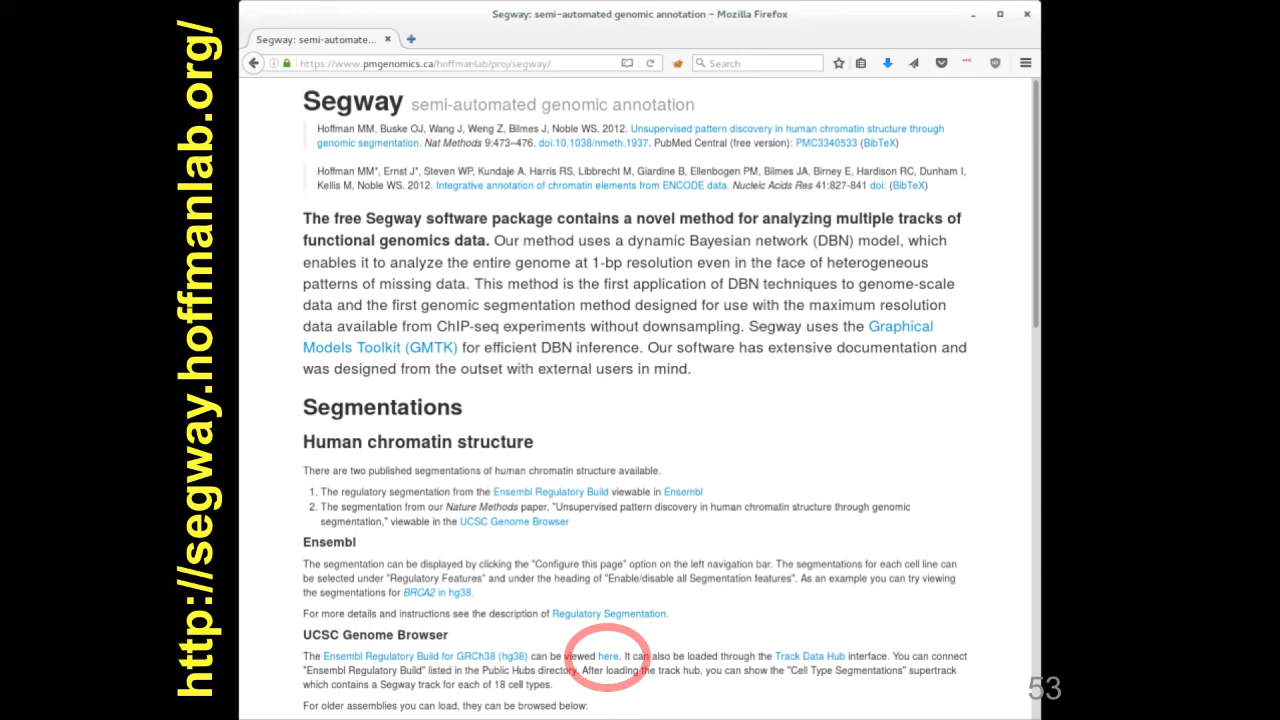 http://segway.hoffmanlab.org/
Segway: semi-automated genomic annotation – Mozilla Firefox
Segway: semi-automate...
https://www.pmgenomics.ca/hoffmanlab/proj/segway/
Search
Segway semi-automated genomic annotation
Hoffman MM, Buske OJ, Wang J, Weng Z, Bilmes J, Noble WS. 2012. Unsupervised pattern discovery in human chromatin structure through
genomic segmentation. Nat Methods 9:473–476. doi:10.1038/nmeth.1937. PubMed Central (free version): PMC3340533 (BibTeX)
Hoffman MM*, Ernst J*, Steven WP, Kundaje A, Harris RS, Libbrecht M, Giardine B, Ellenbogen PM, Bilmes JA, Birney E, Hardison RC, Dunham I,
Kellis M, Noble WS. 2012. Integrative annotation of chromatin elements from ENCODE data. Nucleic Acids Res 41:827-841 doi: (BibTeX)
The free Segway software package contains a novel method for analyzing multiple tracks of
functional genomics data. Our method uses a dynamic Bayesian network (DBN) model, which
enables it to analyze the entire genome at 1-bp resolution even in the face of heterogeneous
patterns of missing data. This method is the first application of DBN techniques to genome-scale
data and the first genomic segmentation method designed for use with the maximum resolution
data available from ChIP-seq experiments without downsampling. Segway uses the Graphical
Models Toolkit (GMTK) for efficient DBN inference. Our software has extensive documentation and
was designed from the outset with external users in mind.
Segmentations
Human chromatin structure
There are two published segmentations of human chromatin structure available.
1. The regulatory segmentation from the Ensembl Regulatory Build viewable in Ensembl
2. The segmentation from our Nature Methods paper, "Unsupervised pattern discovery in human chromatin structure through genomic
segmentation," viewable in the UCSC Genome Browser
Ensembl
The segmentation can be displayed by clicking the "Configure this page" option on the left navigation bar. The segmentations for each cell line can
be selected under "Regulatory Features" and under the heading of "Enable/disable all Segmentation features". As an example you can try viewing
the segmentations for BRCA2 in hg38.
For more details and instructions see the description of Regulatory Segmentation.
UCSC Genome Browser
The Ensembl Regulatory Build for GRCh38 (hg38) can be viewed here. It can also be loaded through the Track Data Hub interface. You can connect
"Ensembl Regulatory Build" listed in the Public Hubs directory. After loading the track hub, you can show the "Cell Type Segmentations" supertrack
which contains a Segway track for each of 18 cell types.
For older assemblies you can load, they can be browsed below:
53